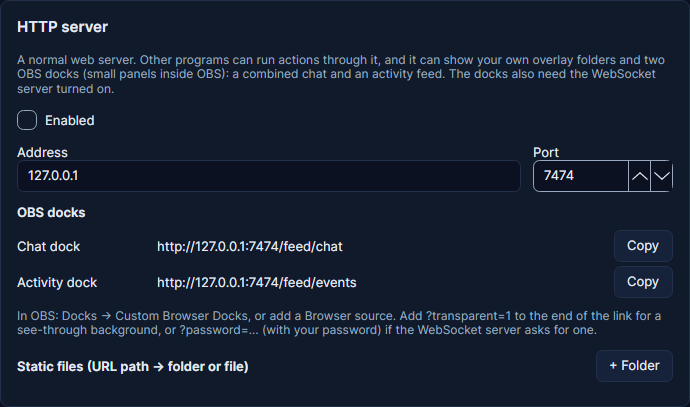 HTTP server
A normal web server. Other programs can run actions through it, and it can show your own overlay folders and two
OBS docks (small panels inside OBS): a combined chat and an activity feed. The docks also need the WebSocket
server turned on.
Enabled
Address Port
127.0.0.1 7474
OBS docks
Chat dock http://127.0.0.1:7474/feed/chat Copy
Activity dock http://127.0.0.1:7474/feed/events Copy
In OBS: Docks → Custom Browser Docks, or add a Browser source. Add ?transparent=1 to the end of the link for a
see-through background, or ?password=... (with your password) if the WebSocket server asks for one.
Static files (URL path → folder or file) + Folder